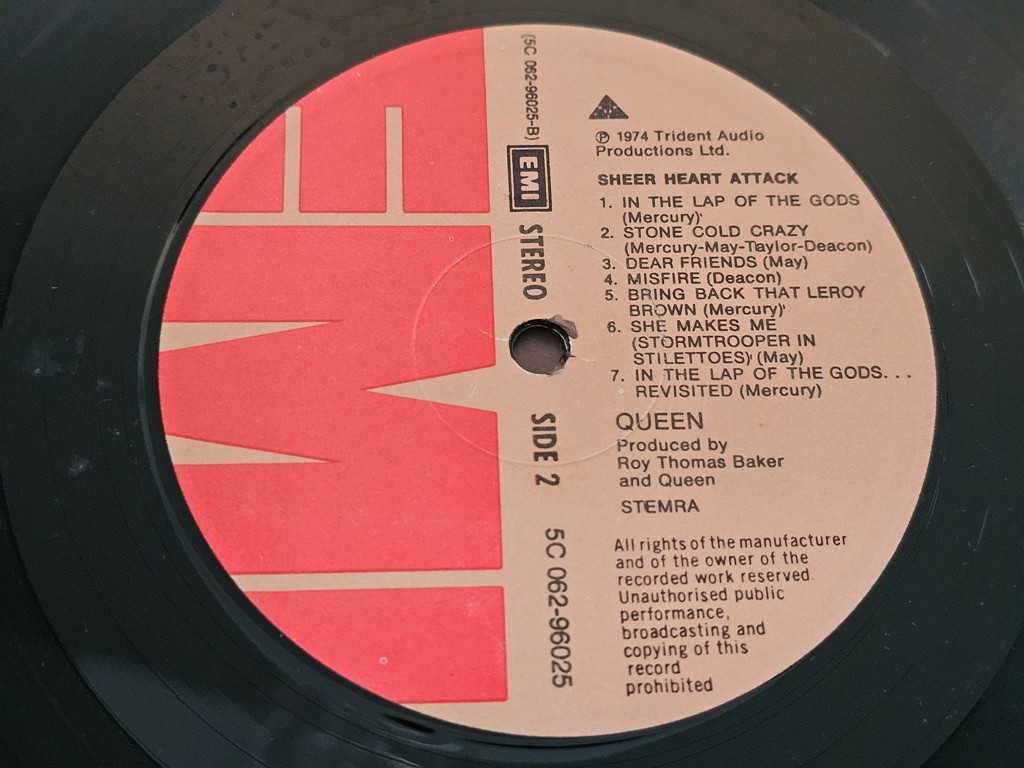 (5C 062-96025-B)
EMI
STEREO
SIDE 2
5C 062-96025
EMI
℗ 1974 Trident Audio
Productions Ltd.
SHEER HEART ATTACK
1. IN THE LAP OF THE GODS
(Mercury)
2. STONE COLD CRAZY
(Mercury-May-Taylor-Deacon)
3. DEAR FRIENDS (May)
4. MISFIRE (Deacon)
5. BRING BACK THAT LEROY
BROWN (Mercury)
6. SHE MAKES ME
(STORMTROOPER IN
STILETTOES) (May)
7. IN THE LAP OF THE GODS...
REVISITED (Mercury)
QUEEN
Produced by
Roy Thomas Baker
and Queen
STEMRA
All rights of the manufacturer
and of the owner of the
recorded work reserved.
Unauthorised public
performance,
broadcasting and
copying of this
record
prohibited